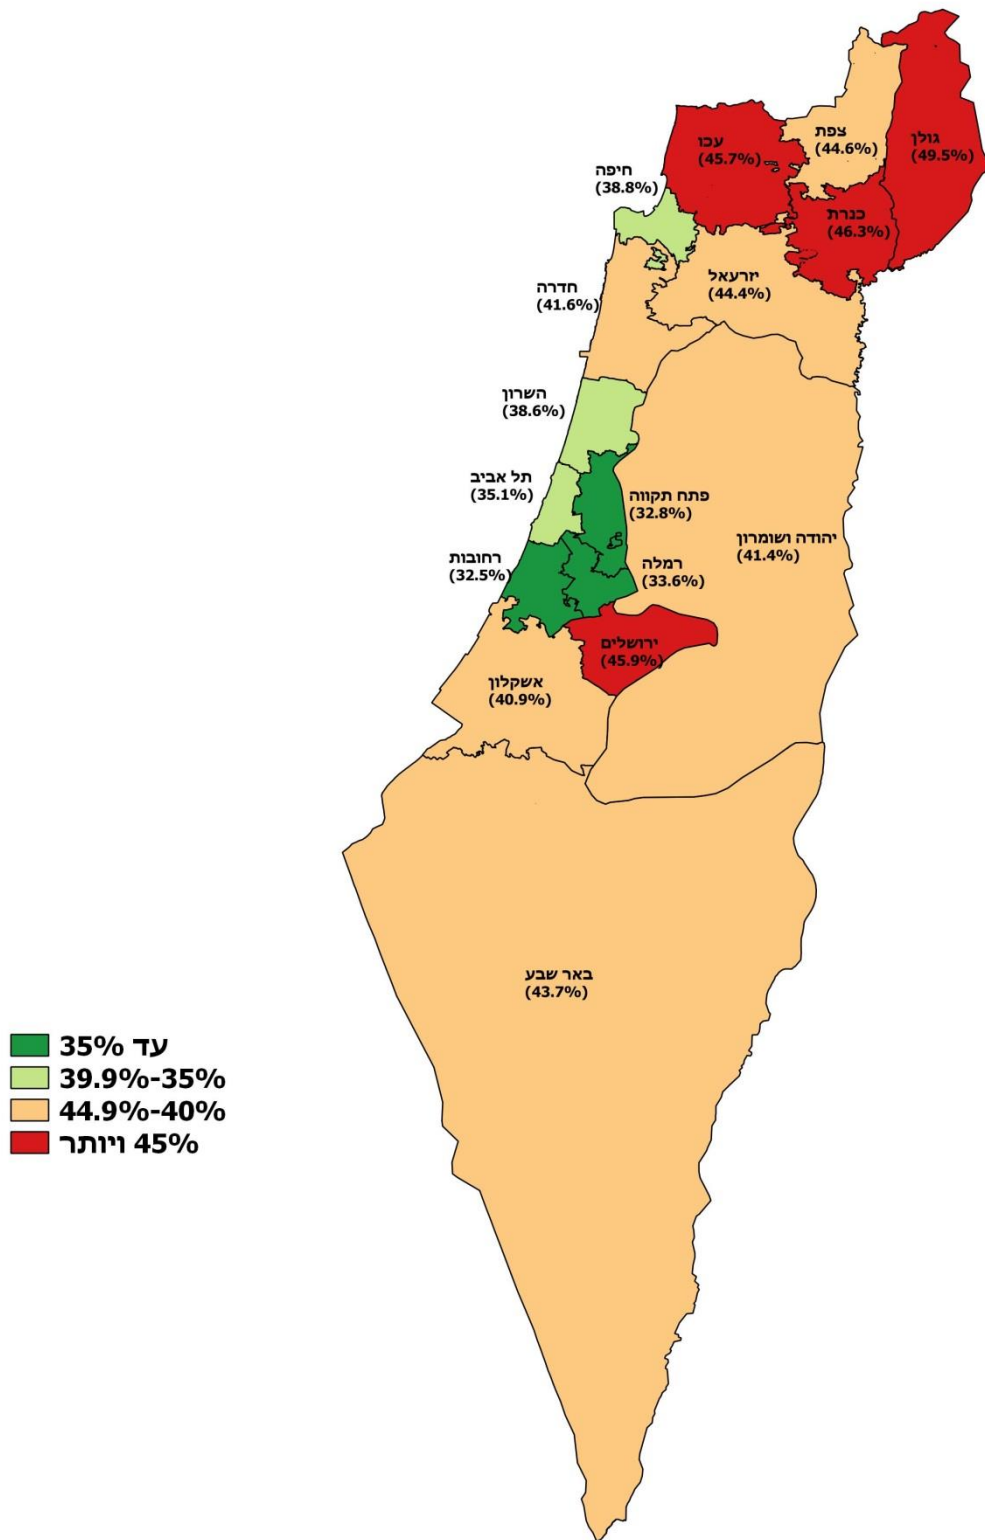 גולן
(49.5%)
צפת
(44.6%)
עכו
(45.7%)
חיפה
(38.8%)
כנרת
(46.3%)
יזרעאל
(44.4%)
חדרה
(41.6%)
השרון
(38.6%)
תל אביב
(35.1%)
פתח תקווה
(32.8%)
יהודה ושומרון
(41.4%)
רחובות
(32.5%)
רמלה
(33.6%)
ירושלים
(45.9%)
אשקלון
(40.9%)
באר שבע
(43.7%)
עד 35%
39.9%-35%
44.9%-40%
45% ויותר